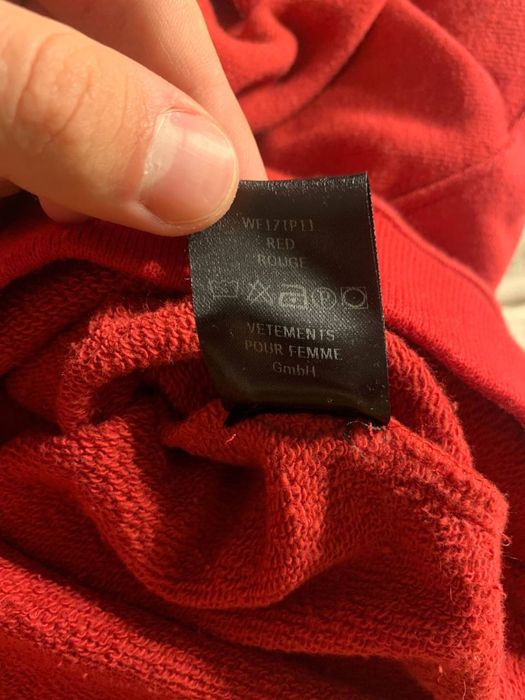 WE17TP11
RED
ROUGE
VETEMENTS
POUR FEMME
GmbH